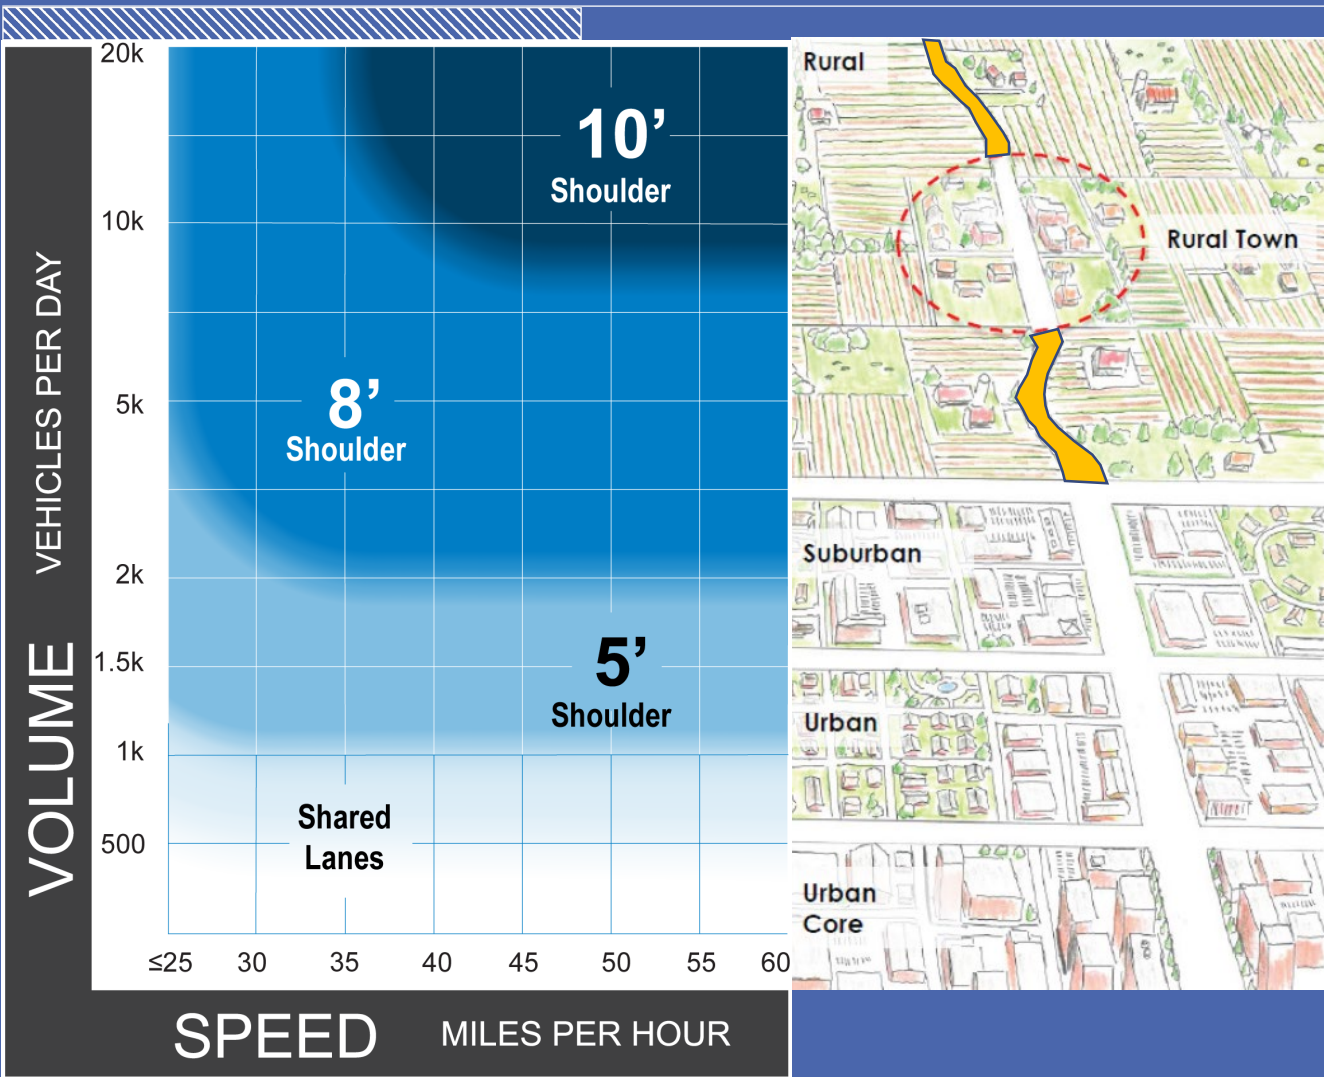 20k
10k
5k
2k
1.5k
1k
500
VOLUME VEHICLES PER DAY
10’
Shoulder
8’
Shoulder
5’
Shoulder
Shared
Lanes
≤25 30 35 40 45 50 55 60
SPEED MILES PER HOUR
Rural
Rural Town
Suburban
Urban
Urban
Core